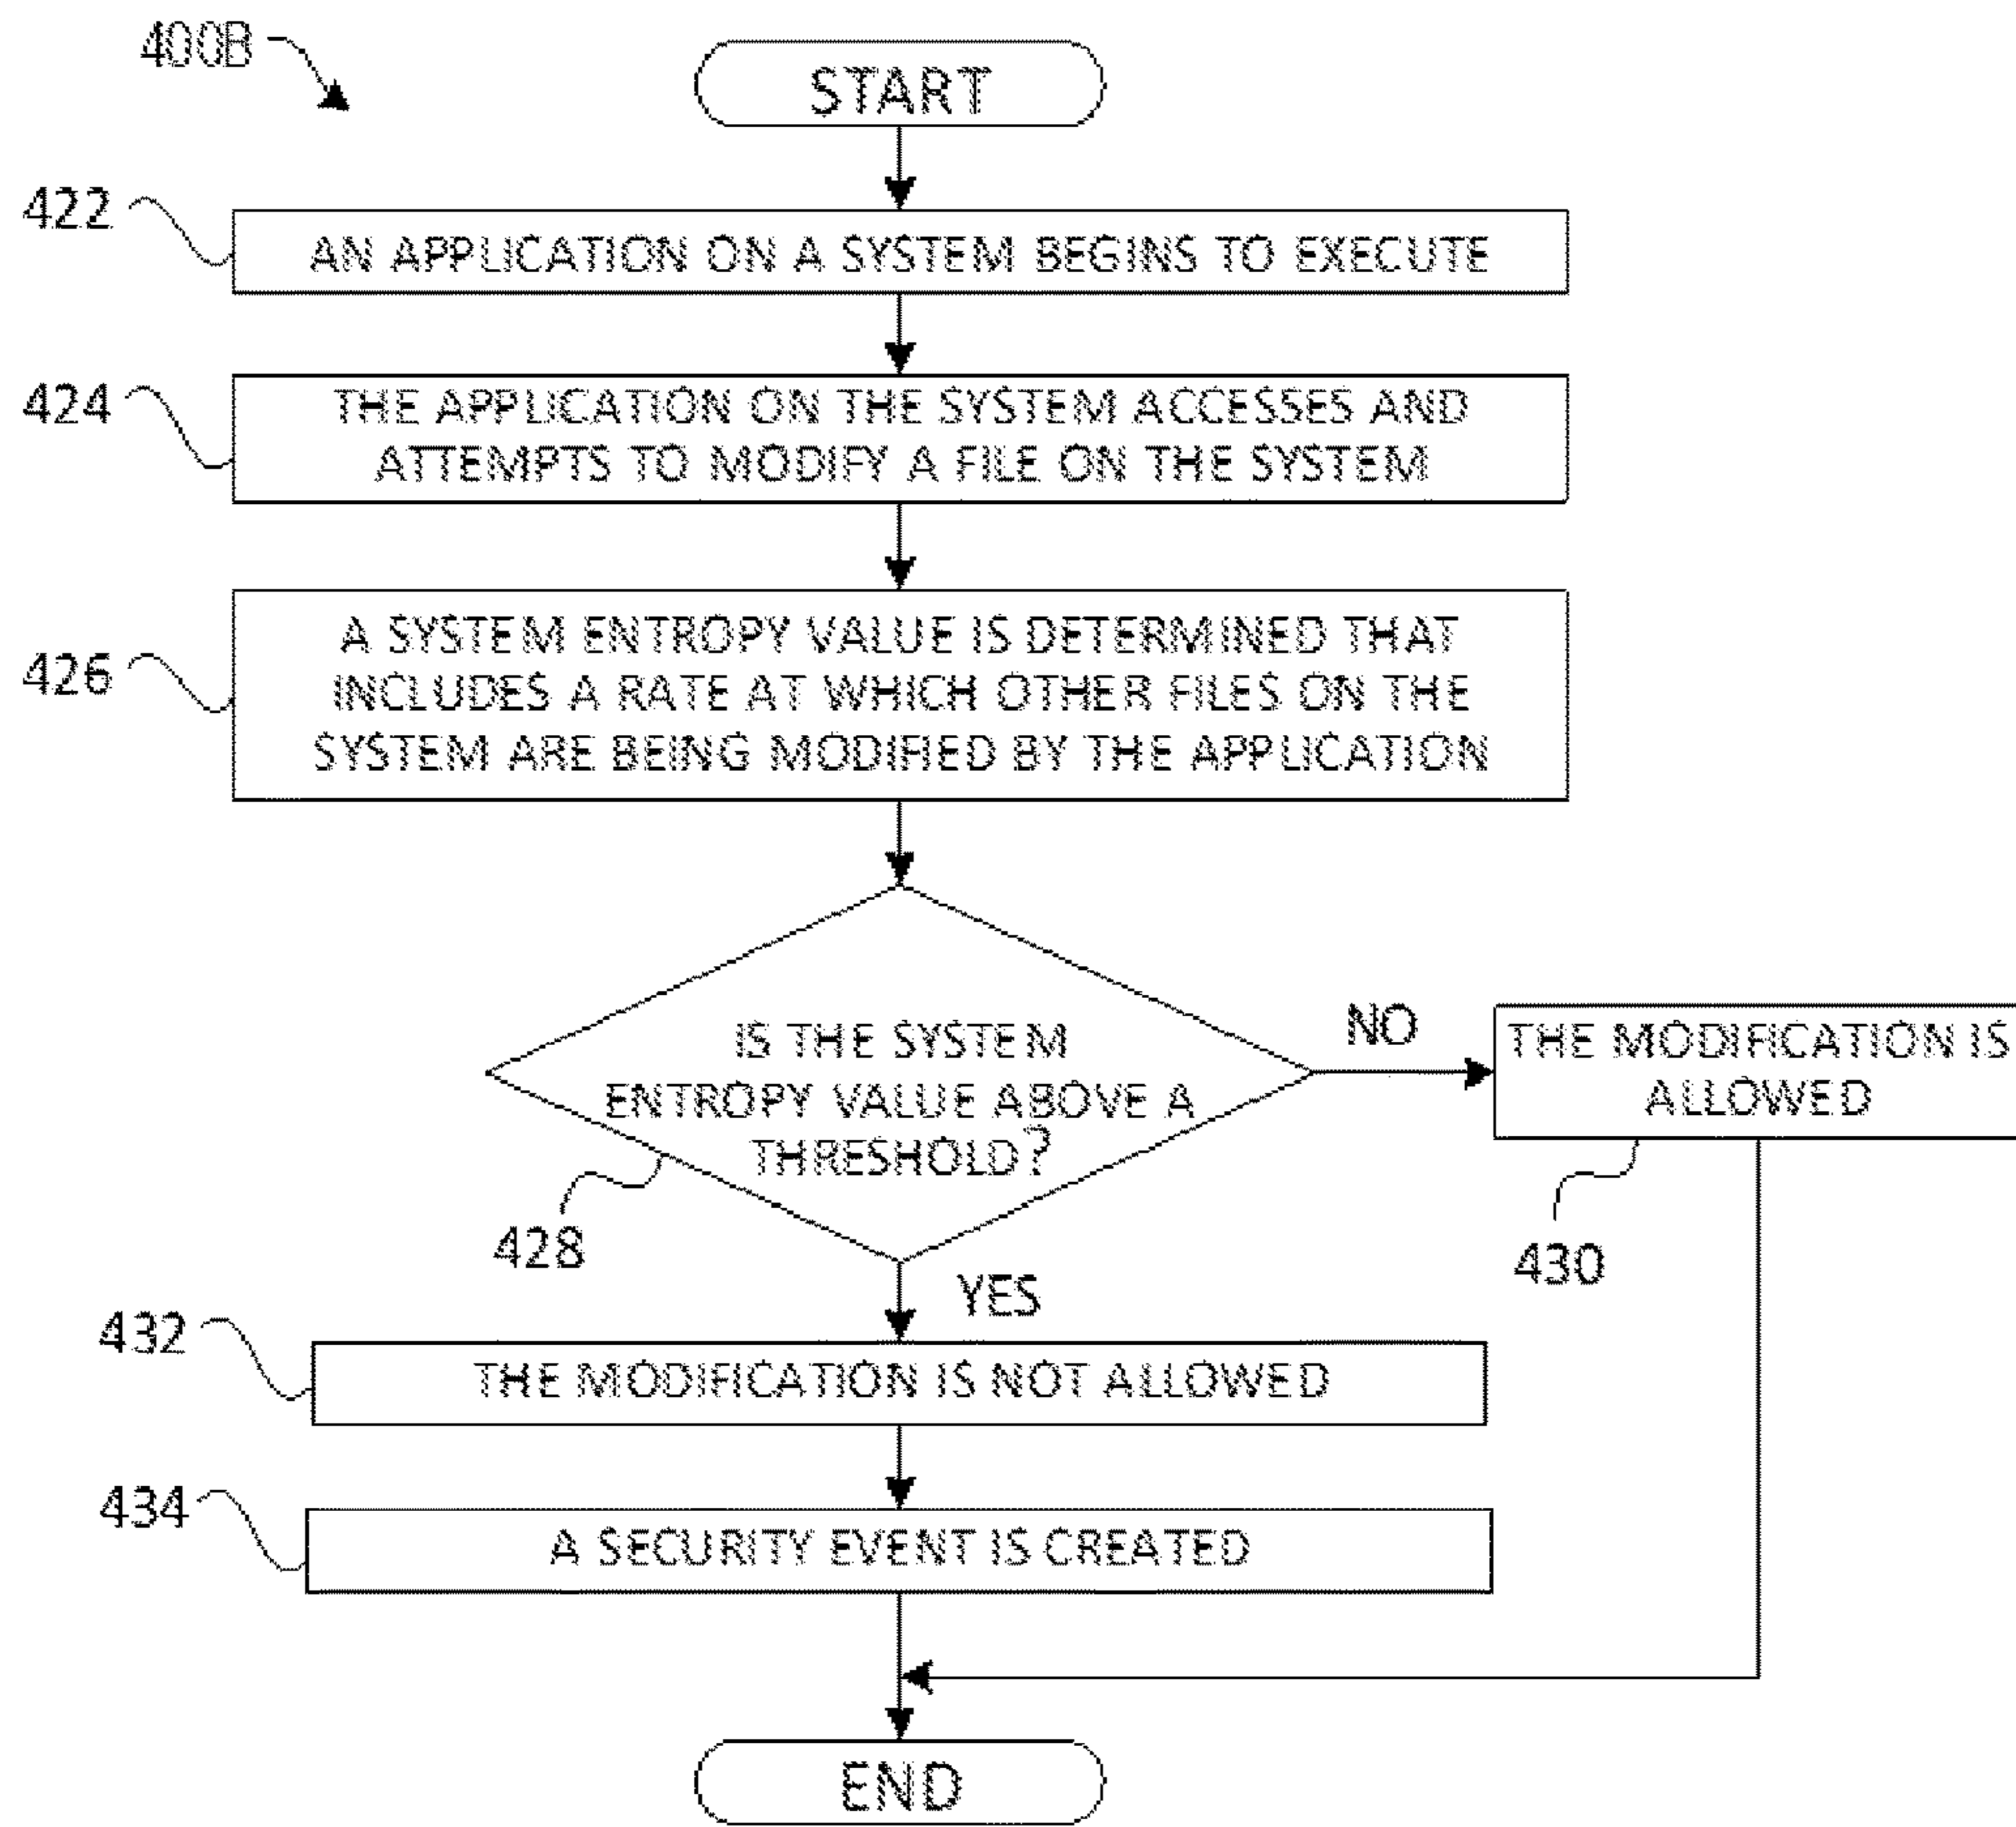 400B
START
422
AN APPLICATION ON A SYSTEM BEGINS TO EXECUTE
424
THE APPLICATION ON THE SYSTEM ACCESSES AND
ATTEMPTS TO MODIFY A FILE ON THE SYSTEM
426
A SYSTEM ENTROPY VALUE IS DETERMINED THAT
INCLUDES A RATE AT WHICH OTHER FILES ON THE
SYSTEM ARE BEING MODIFIED BY THE APPLICATION
IS THE SYSTEM
ENTROPY VALUE ABOVE A
THRESHOLD?
428
NO
THE MODIFICATION IS
ALLOWED
430
YES
432
THE MODIFICATION IS NOT ALLOWED
434
A SECURITY EVENT IS CREATED
END